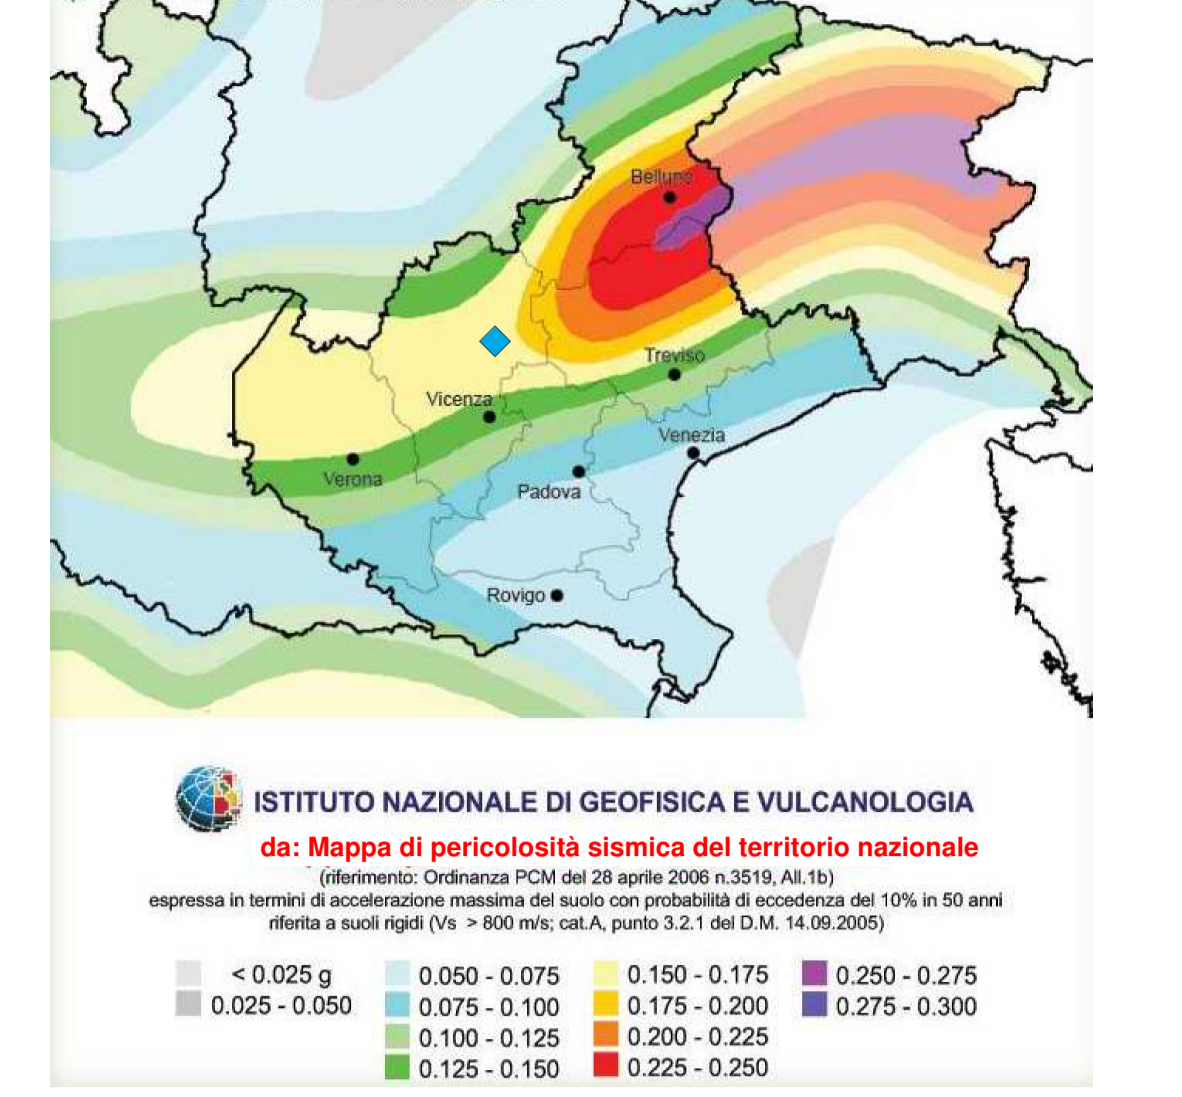 Belluno
Treviso
Vicenza
Venezia
Verona
Padova
Rovigo
ISTITUTO NAZIONALE DI GEOFISICA E VULCANOLOGIA
da: Mappa di pericolosità sismica del territorio nazionale
(riferimento: Ordinanza PCM del 28 aprile 2006 n.3519, All.1b)
espressa in termini di accelerazione massima del suolo con probabilità di eccedenza del 10% in 50 anni
riferita a suoli rigidi (Vs > 800 m/s; cat.A, punto 3.2.1 del D.M. 14.09.2005)
< 0.025 g
0.025 - 0.050
0.050 - 0.075
0.075 - 0.100
0.100 - 0.125
0.125 - 0.150
0.150 - 0.175
0.175 - 0.200
0.200 - 0.225
0.225 - 0.250
0.250 - 0.275
0.275 - 0.300